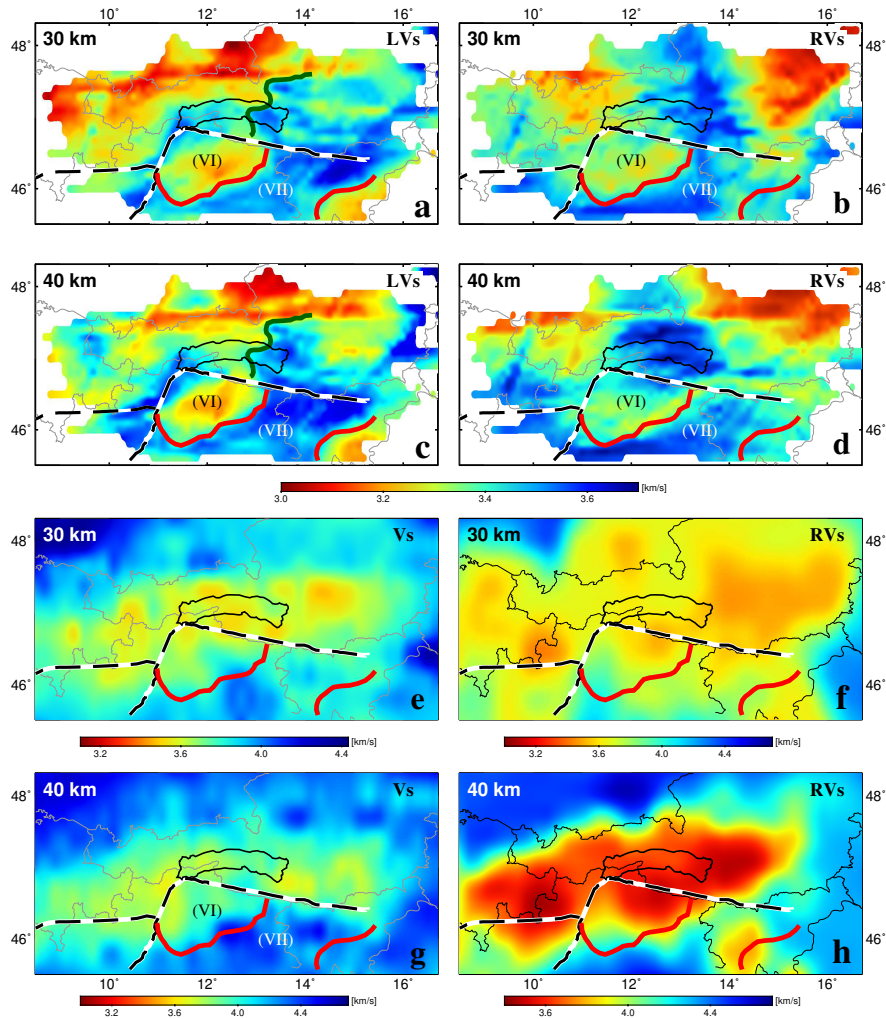 10˚ 12˚ 14˚ 16˚ 10˚ 12˚ 14˚ 16˚
48˚ 30 km LVs 30 km RVs 48˚
(VI) (VI)
46˚ (VII) a (VII) b 46˚
48˚ 40 km LVs 40 km RVs 48˚
(VI) (VI)
46˚ (VII) c (VII) d 46˚
[km/s]
3.0 3.2 3.4 3.6
48˚ 30 km Vs 30 km RVs 48˚
46˚ e f 46˚
[km/s] [km/s]
3.2 3.6 4.0 4.4 3.2 3.6 4.0 4.4
48˚ 40 km Vs 40 km RVs 48˚
(VI)
46˚ (VII) g h 46˚
10˚ 12˚ 14˚ 16˚ 10˚ 12˚ 14˚ 16˚
[km/s] [km/s]
3.2 3.6 4.0 4.4 3.6 4.0 4.4